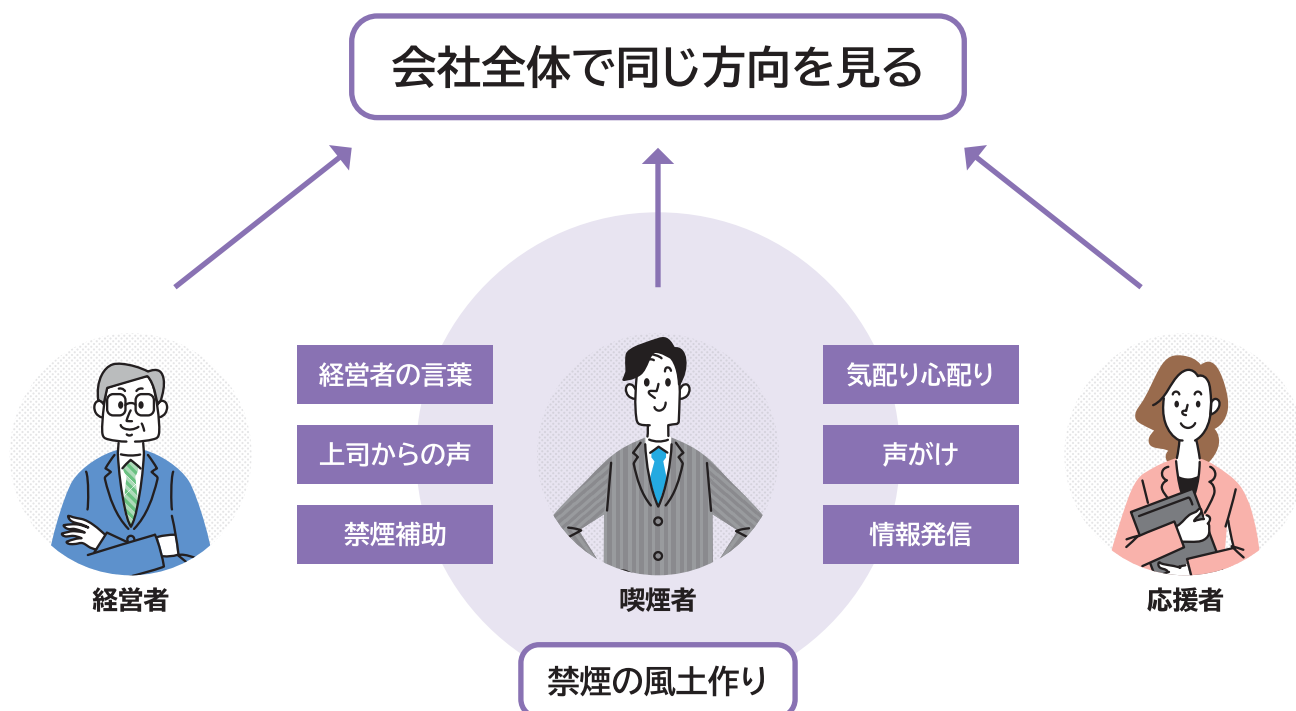 会社全体で同じ方向を見る
経営者の言葉
上司からの声
禁煙補助
気配り心配り
声がけ
情報発信
経営者
喫煙者
応援者
禁煙の風土作り